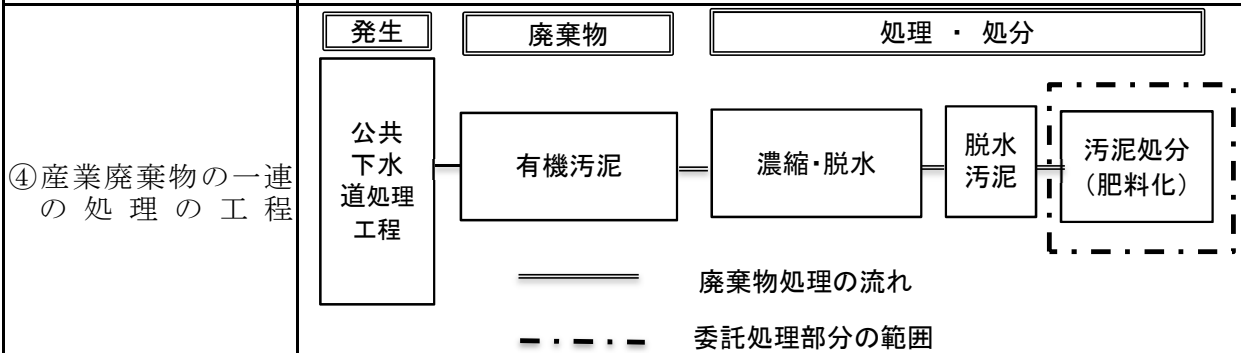 ④産業廃棄物の一連
の処理の工程
発生
廃棄物
処理 ・ 処分
公共
下水
道処理
工程
有機汚泥
濃縮・脱水
脱水
汚泥
汚泥処分
（肥料化）
廃棄物処理の流れ
委託処理部分の範囲